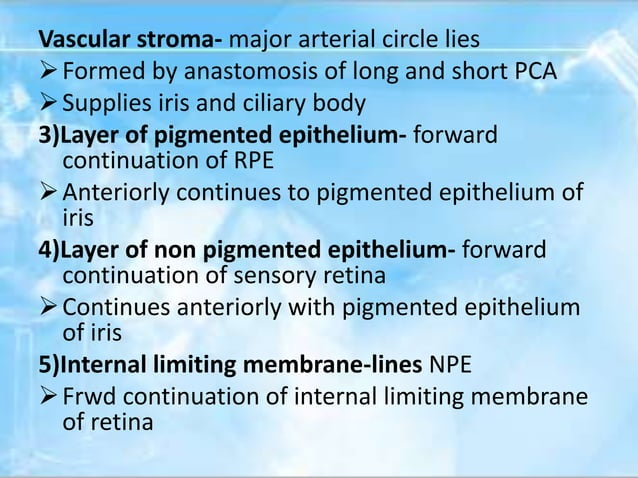 Vascular stroma- major arterial circle lies
➢Formed by anastomosis of long and short PCA
➢Supplies iris and ciliary body
3)Layer of pigmented epithelium- forward
continuation of RPE
➢Anteriorly continues to pigmented epithelium of
iris
4)Layer of non pigmented epithelium- forward
continuation of sensory retina
➢Continues anteriorly with pigmented epithelium
of iris
5)Internal limiting membrane-lines NPE
➢Frwd continuation of internal limiting membrane
of retina